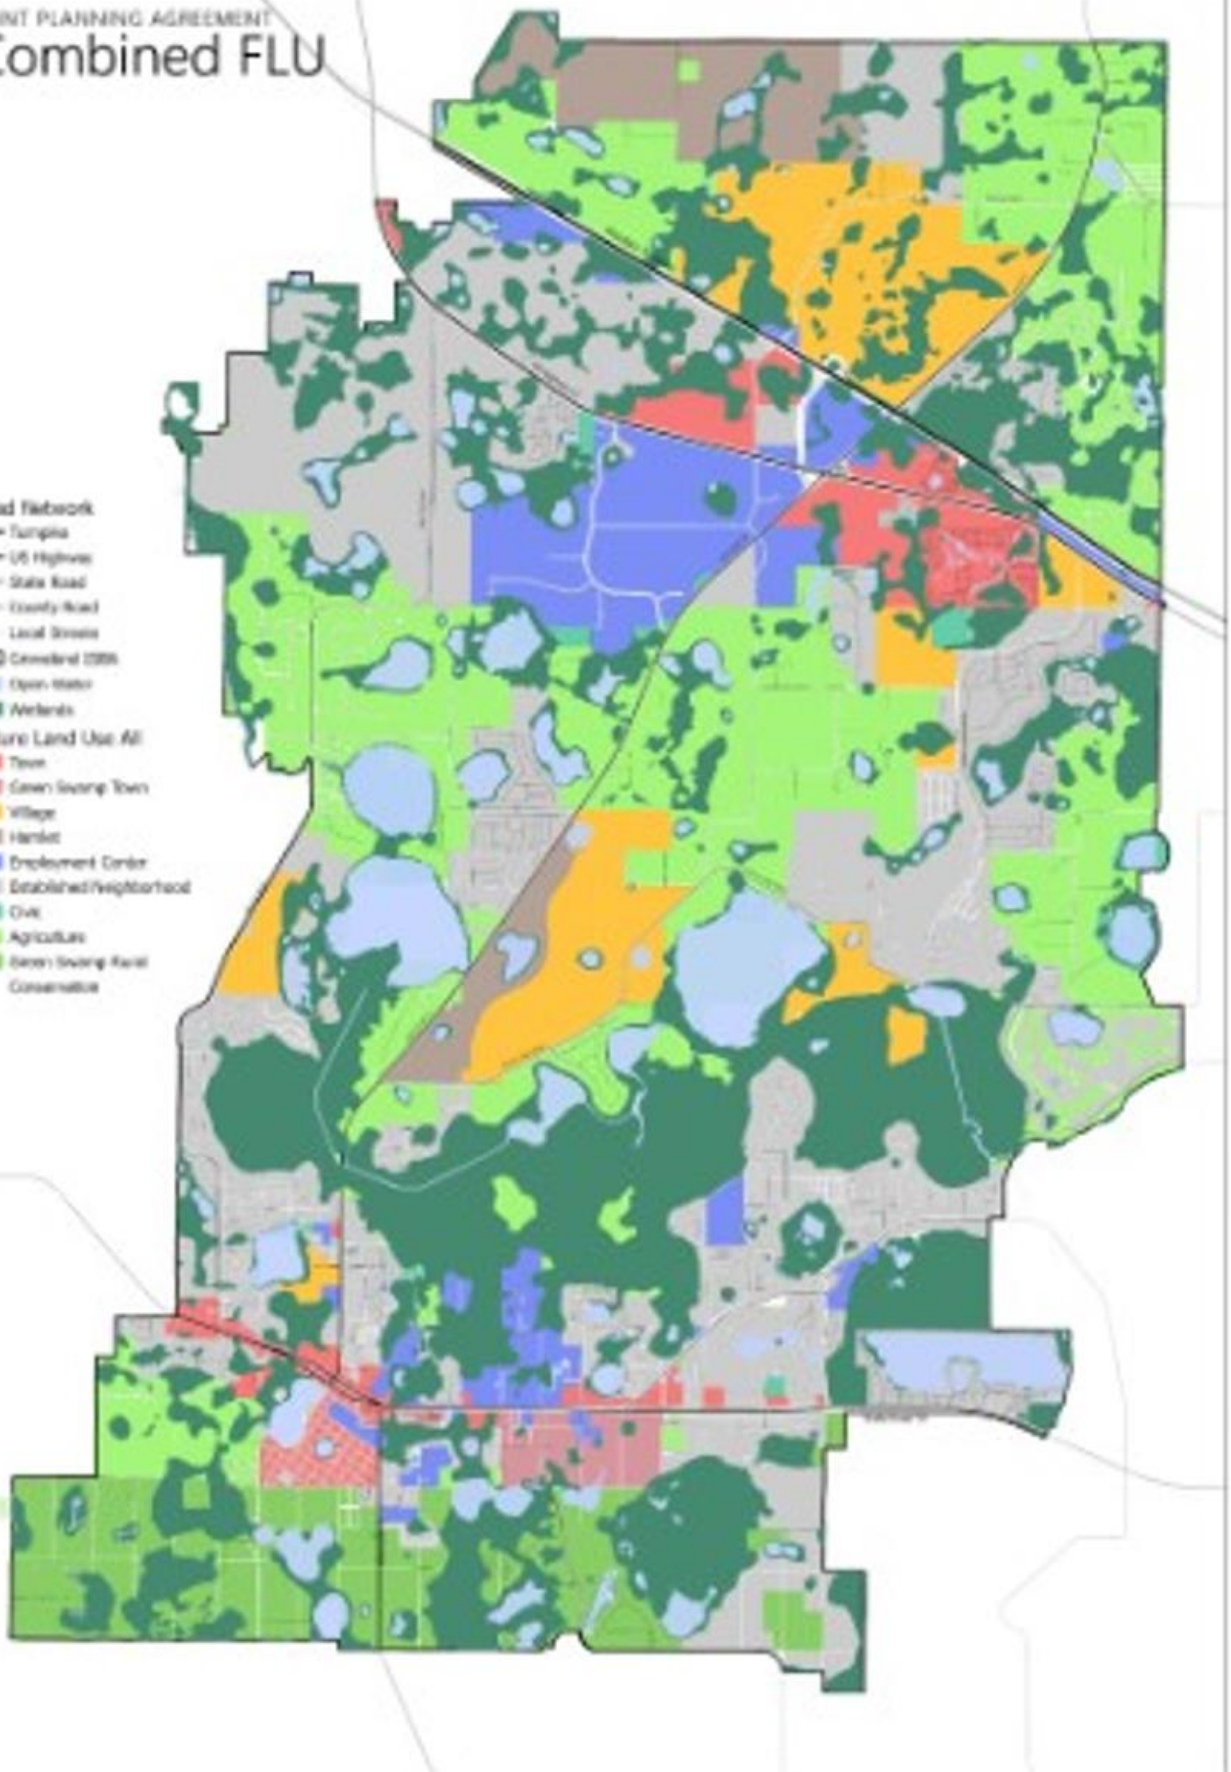 INT PLANNING AGREEMENT
Combined FLU
ad Network
Turnpike
US Highway
State Road
County Road
Local Streets
Groveland
Open Water
Wetlands
ure Land Use All
Town
Green Swamp Town
Village
Hamlet
Employment Center
Established Neighborhood
Civic
Agriculture
Green Swamp Rural
Conservation